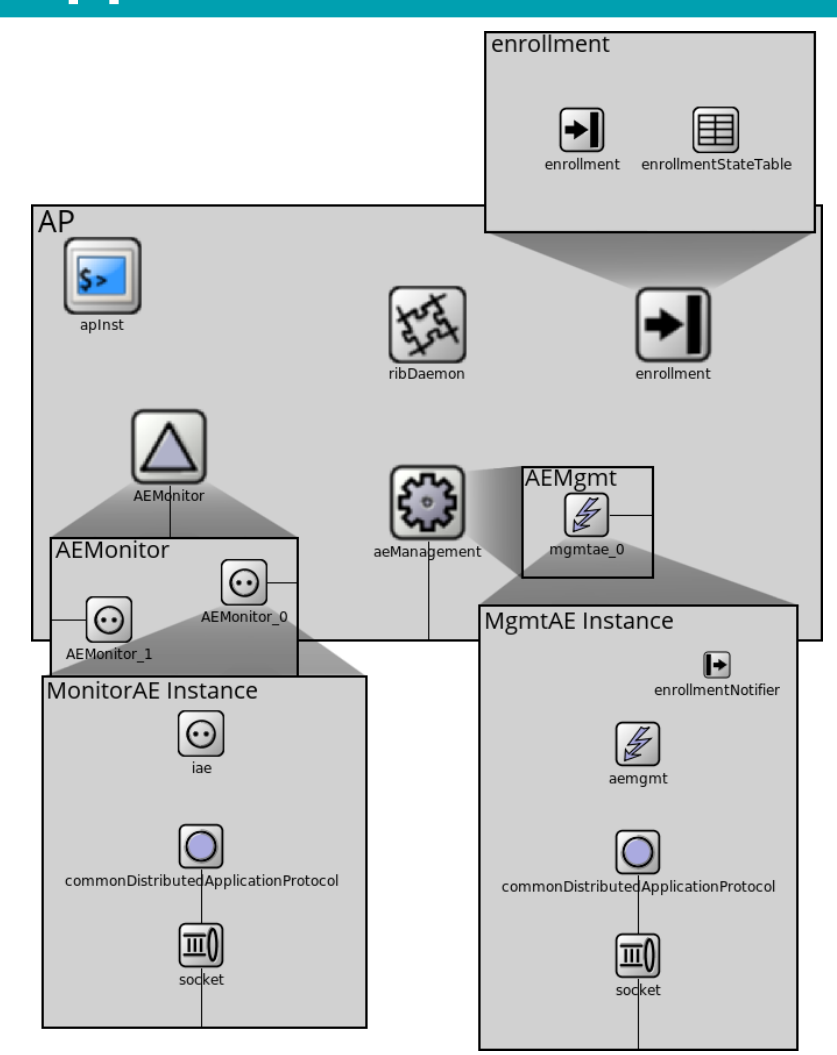 enrollment
enrollment
enrollmentStateTable
AP
$>
apInst
ribDaemon
enrollment
AEMonitor
aeManagement
AEMgmt
mgmtae_0
AEMonitor
AEMonitor_0
AEMonitor_1
MgmtAE Instance
enrollmentNotifier
aemgmt
commonDistributedApplicationProtocol
socket
MonitorAE Instance
iae
commonDistributedApplicationProtocol
socket